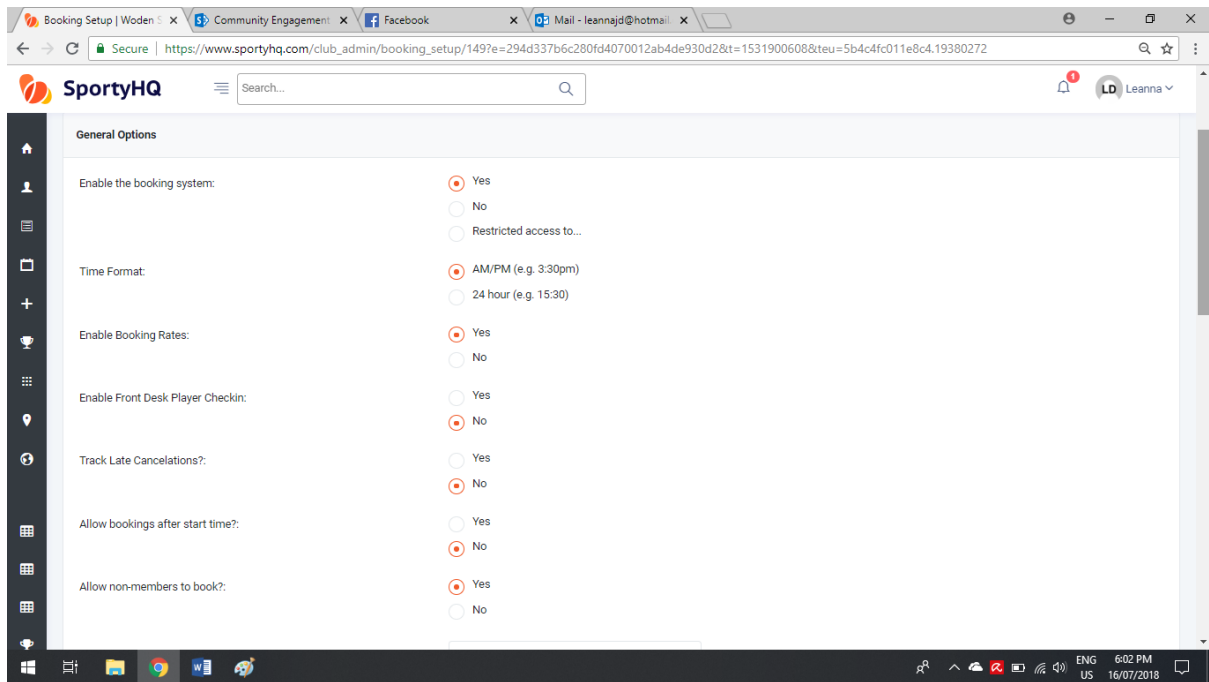 Booking Setup | Woden S
Community Engagement
Facebook
Mail - leannajd@hotmail.
Secure
https://www.sportyhq.com/club_admin/booking_setup/149?e=294d337b6c280fd4070012ab4de930d2&t=1531900608&teu=5b4c4fc011e8c4.19380272
SportyHQ
Search...
1
LD Leanna
General Options
Enable the booking system:
Yes
No
Restricted access to...
Time Format:
AM/PM (e.g. 3:30pm)
24 hour (e.g. 15:30)
Enable Booking Rates:
Yes
No
Enable Front Desk Player Checkin:
Yes
No
Track Late Cancelations?:
Yes
No
Allow bookings after start time?:
Yes
No
Allow non-members to book?:
Yes
No
ENG
US
6:02 PM
16/07/2018